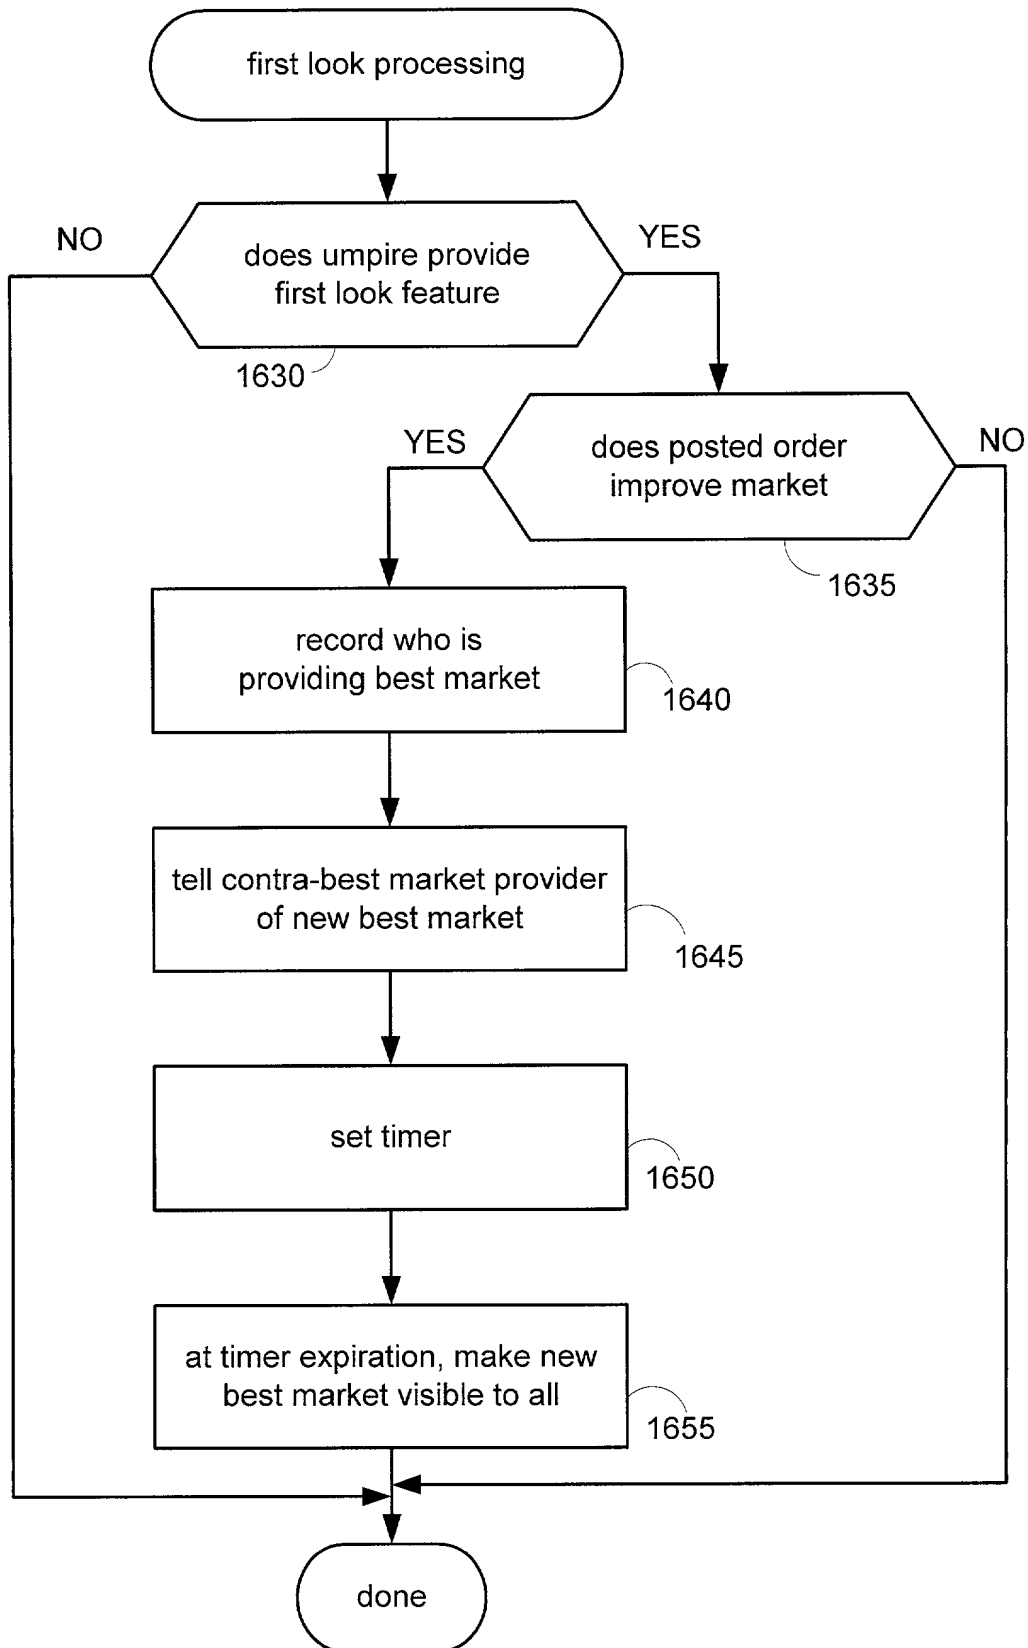 first look processing
NO
YES
does umpire provide
first look feature
1630
YES
NO
does posted order
improve market
1635
record who is
providing best market
1640
tell contra-best market provider
of new best market
1645
set timer
1650
at timer expiration, make new
best market visible to all
1655
done